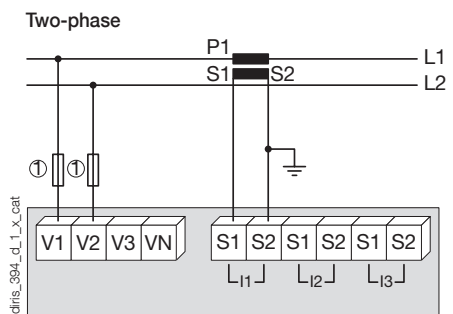 Two-phase
P1
L1
S1 S2
L2
① ①
V1 V2 V3 VN S1 S2 S1 S2 S1 S2
I1 I2 I3
diris_394_d_1_x_cat